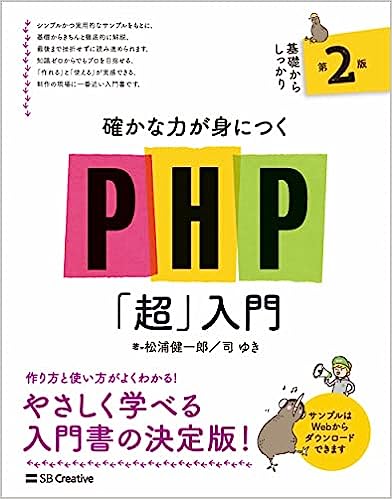 シンプルかつ実用的なサンプルをもとに、
基礎からきちんと徹底的に解説。
最後まで挫折せずに読み進められます。
知識ゼロからでもプロを目指せる、
「作れる」と「使える」が実感できる、
制作の現場に一番近い入門書です。
基礎から
しっかり
第2版
確かな力が身につく
PHP
「超」入門
著・松浦健一郎/司 ゆき
作り方と使い方がよくわかる!
やさしく学べる
入門書の決定版!
サンプルは
Webから
ダウンロード
できます
SB Creative